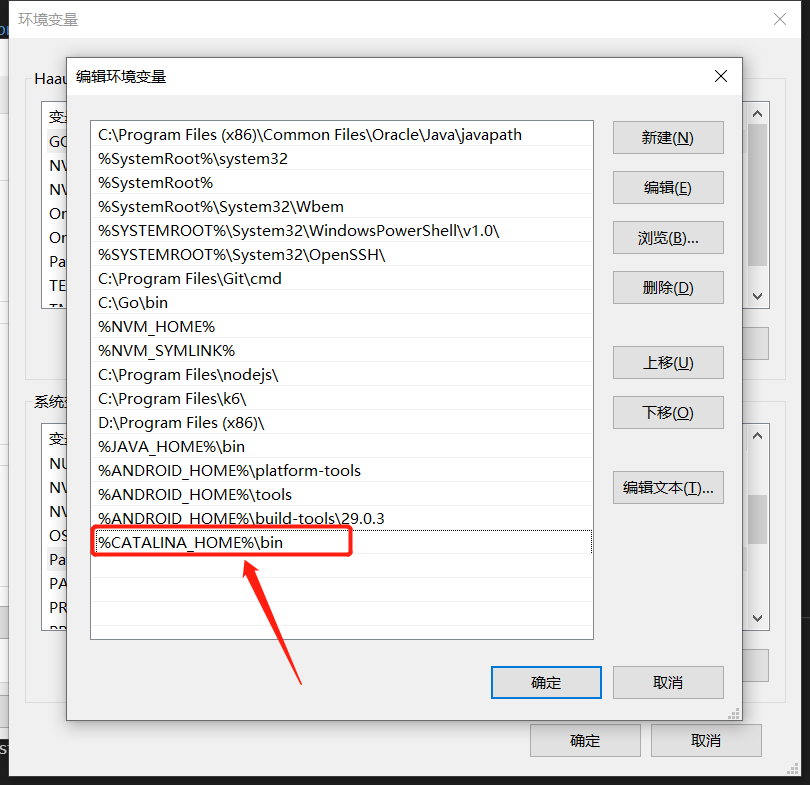 环境变量
编辑环境变量
Haau
变量
GO
NV
NV
On
On
Pa
TE
C:\Program Files (x86)\Common Files\Oracle\Java\javapath
%SystemRoot%\system32
%SystemRoot%
%SystemRoot%\System32\Wbem
%SYSTEMROOT%\System32\WindowsPowerShell\v1.0\
%SYSTEMROOT%\System32\OpenSSH\
C:\Program Files\Git\cmd
C:\Go\bin
%NVM_HOME%
%NVM_SYMLINK%
C:\Program Files\nodejs\
C:\Program Files\k6\
D:\Program Files (x86)\
%JAVA_HOME%\bin
%ANDROID_HOME%\platform-tools
%ANDROID_HOME%\tools
%ANDROID_HOME%\build-tools\29.0.3
%CATALINA_HOME%\bin
新建(N)
编辑(E)
浏览(B)...
删除(D)
上移(U)
下移(O)
编辑文本(T)...
系统变
变量
NU
NV
NV
OS
Pa
PA
PR
确定
取消
确定
取消